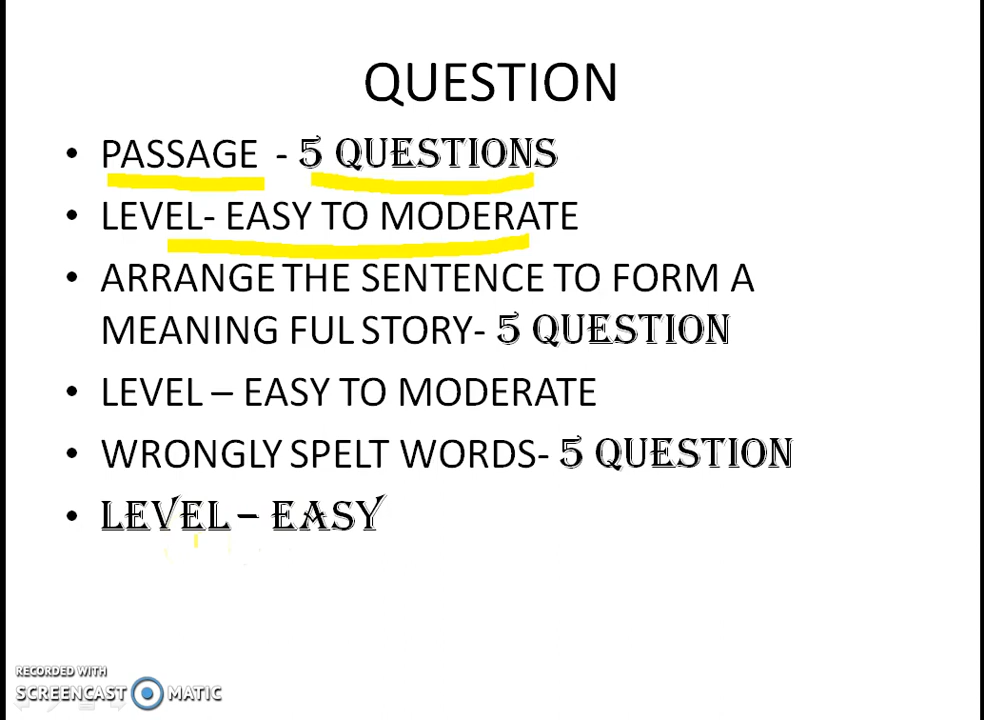 QUESTION
• PASSAGE - 5 QUESTIONS
• LEVEL- EASY TO MODERATE
• ARRANGE THE SENTENCE TO FORM A
MEANING FUL STORY- 5 QUESTION
• LEVEL – EASY TO MODERATE
• WRONGLY SPELT WORDS- 5 QUESTION
• LEVEL – EASY
RECORDED WITH
SCREENCAST MATIC